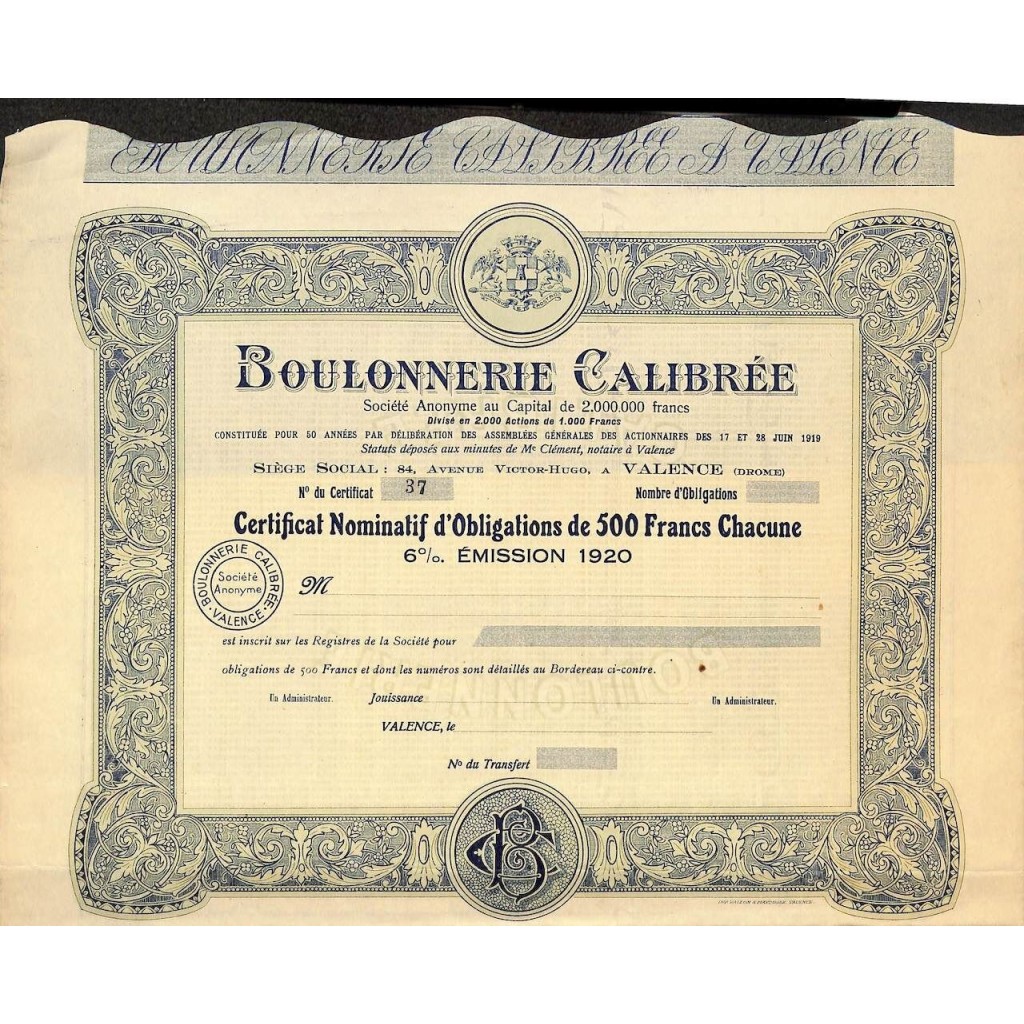 BOULONNERIE CALIBRÉE A VALENCE
BOULONNERIE CALIBRÉE
Société Anonyme au Capital de 2.000.000 francs
Divisé en 2.000 Actions de 1.000 Francs
CONSTITUÉE POUR 50 ANNÉES PAR DÉLIBÉRATION DES ASSEMBLÉES GÉNÉRALES DES ACTIONNAIRES DES 17 ET 28 JUIN 1919
Statuts déposés aux minutes de Me Clément, notaire à Valence
SIÈGE SOCIAL : 84, AVENUE VICTOR-HUGO, A VALENCE (DROME)
No du Certificat 37 Nombre d'Obligations
Certificat Nominatif d'Obligations de 500 Francs Chacune
6%. ÉMISSION 1920
BOULONNERIE CALIBRÉE
Société
Anonyme
VALENCE
M
est inscrit sur les Registres de la Société pour
obligations de 500 Francs et dont les numéros sont détaillés au Bordereau ci-contre.
Un Administrateur. Jouissance Un Administrateur.
VALENCE, le
No du Transfert
BC